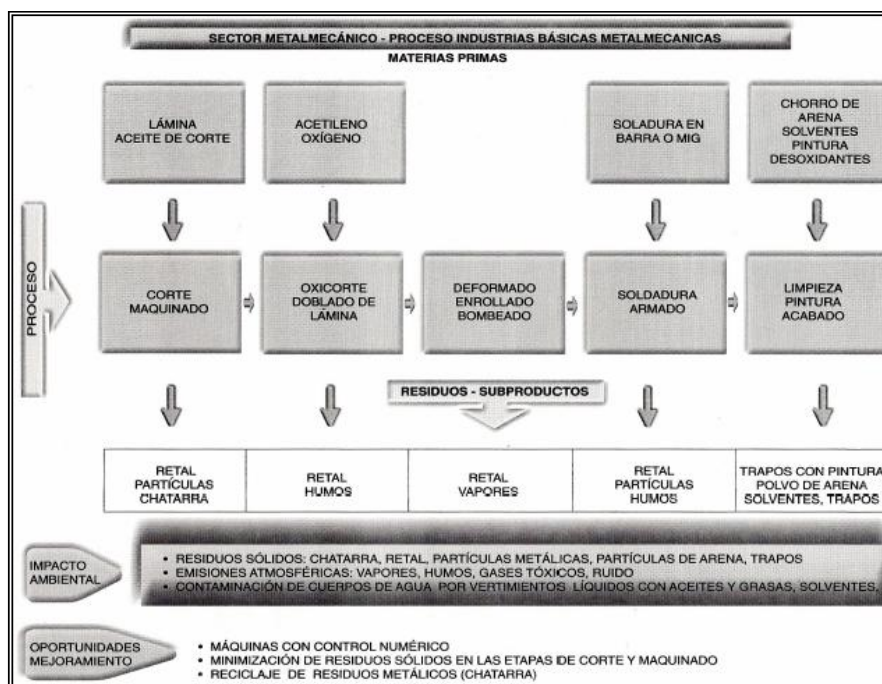 SECTOR METALMECÁNICO - PROCESO INDUSTRIAS BÁSICAS METALMECANICAS
MATERIAS PRIMAS
LÁMINA
ACEITE DE CORTE
ACETILENO
OXÍGENO
SOLADURA EN
BARRA O MIG
CHORRO DE
ARENA
SOLVENTES
PINTURA
DESOXIDANTES
PROCESO
CORTE
MAQUINADO
OXICORTE
DOBLADO DE
LÁMINA
DEFORMADO
ENROLLADO
BOMBEADO
SOLDADURA
ARMADO
LIMPIEZA
PINTURA
ACABADO
RESIDUOS - SUBPRODUCTOS
RETAL
PARTÍCULAS
CHATARRA
RETAL
HUMOS
RETAL
VAPORES
RETAL
PARTÍCULAS
HUMOS
TRAPOS CON PINTURA
POLVO DE ARENA
SOLVENTES, TRAPOS
IMPACTO
AMBIENTAL
• RESIDUOS SÓLIDOS: CHATARRA, RETAL, PARTÍCULAS METÁLICAS, PARTÍCULAS DE ARENA, TRAPOS
• EMISIONES ATMOSFÉRICAS: VAPORES, HUMOS, GASES TÓXICOS, RUIDO
• CONTAMINACIÓN DE CUERPOS DE AGUA POR VERTIMIENTOS LÍQUIDOS CON ACEITES Y GRASAS, SOLVENTES,
OPORTUNIDADES
MEJORAMIENTO
• MÁQUINAS CON CONTROL NUMÉRICO
• MINIMIZACIÓN DE RESIDUOS SÓLIDOS EN LAS ETAPAS DE CORTE Y MAQUINADO
• RECICLAJE DE RESIDUOS METÁLICOS (CHATARRA)